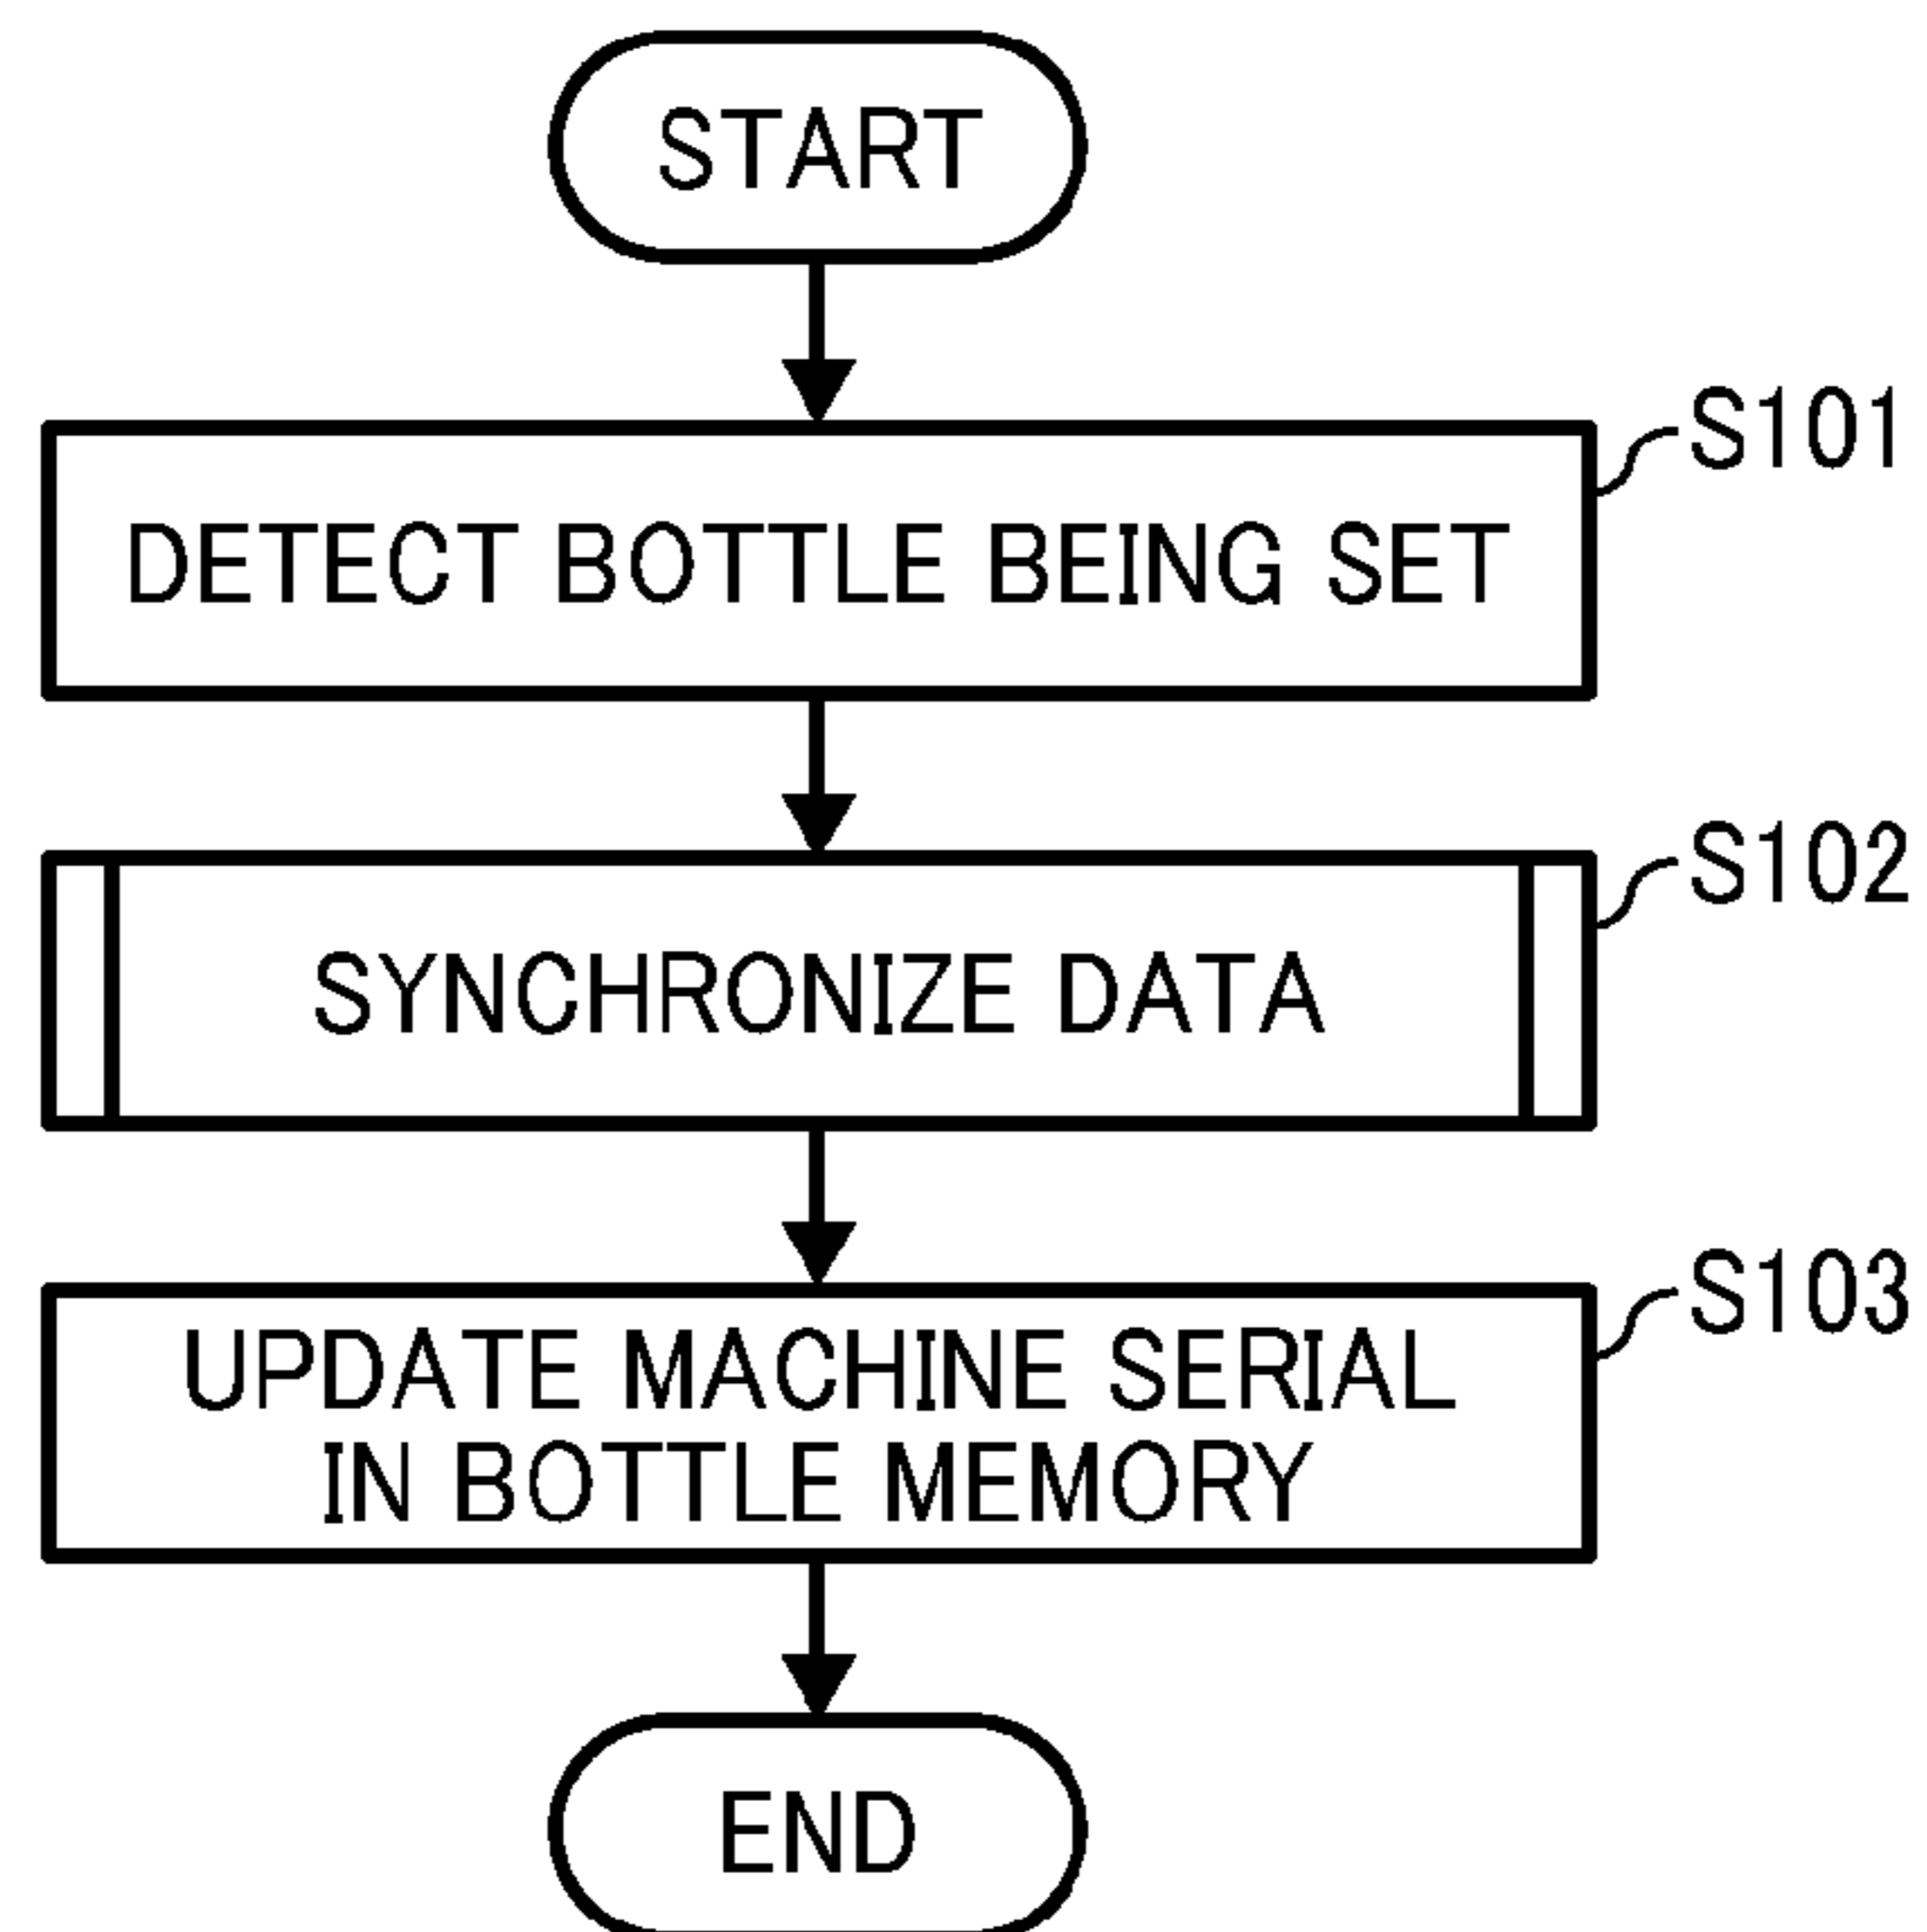 START
S101
DETECT BOTTLE BEING SET
S102
SYNCHRONIZE DATA
S103
UPDATE MACHINE SERIAL
IN BOTTLE MEMORY
END